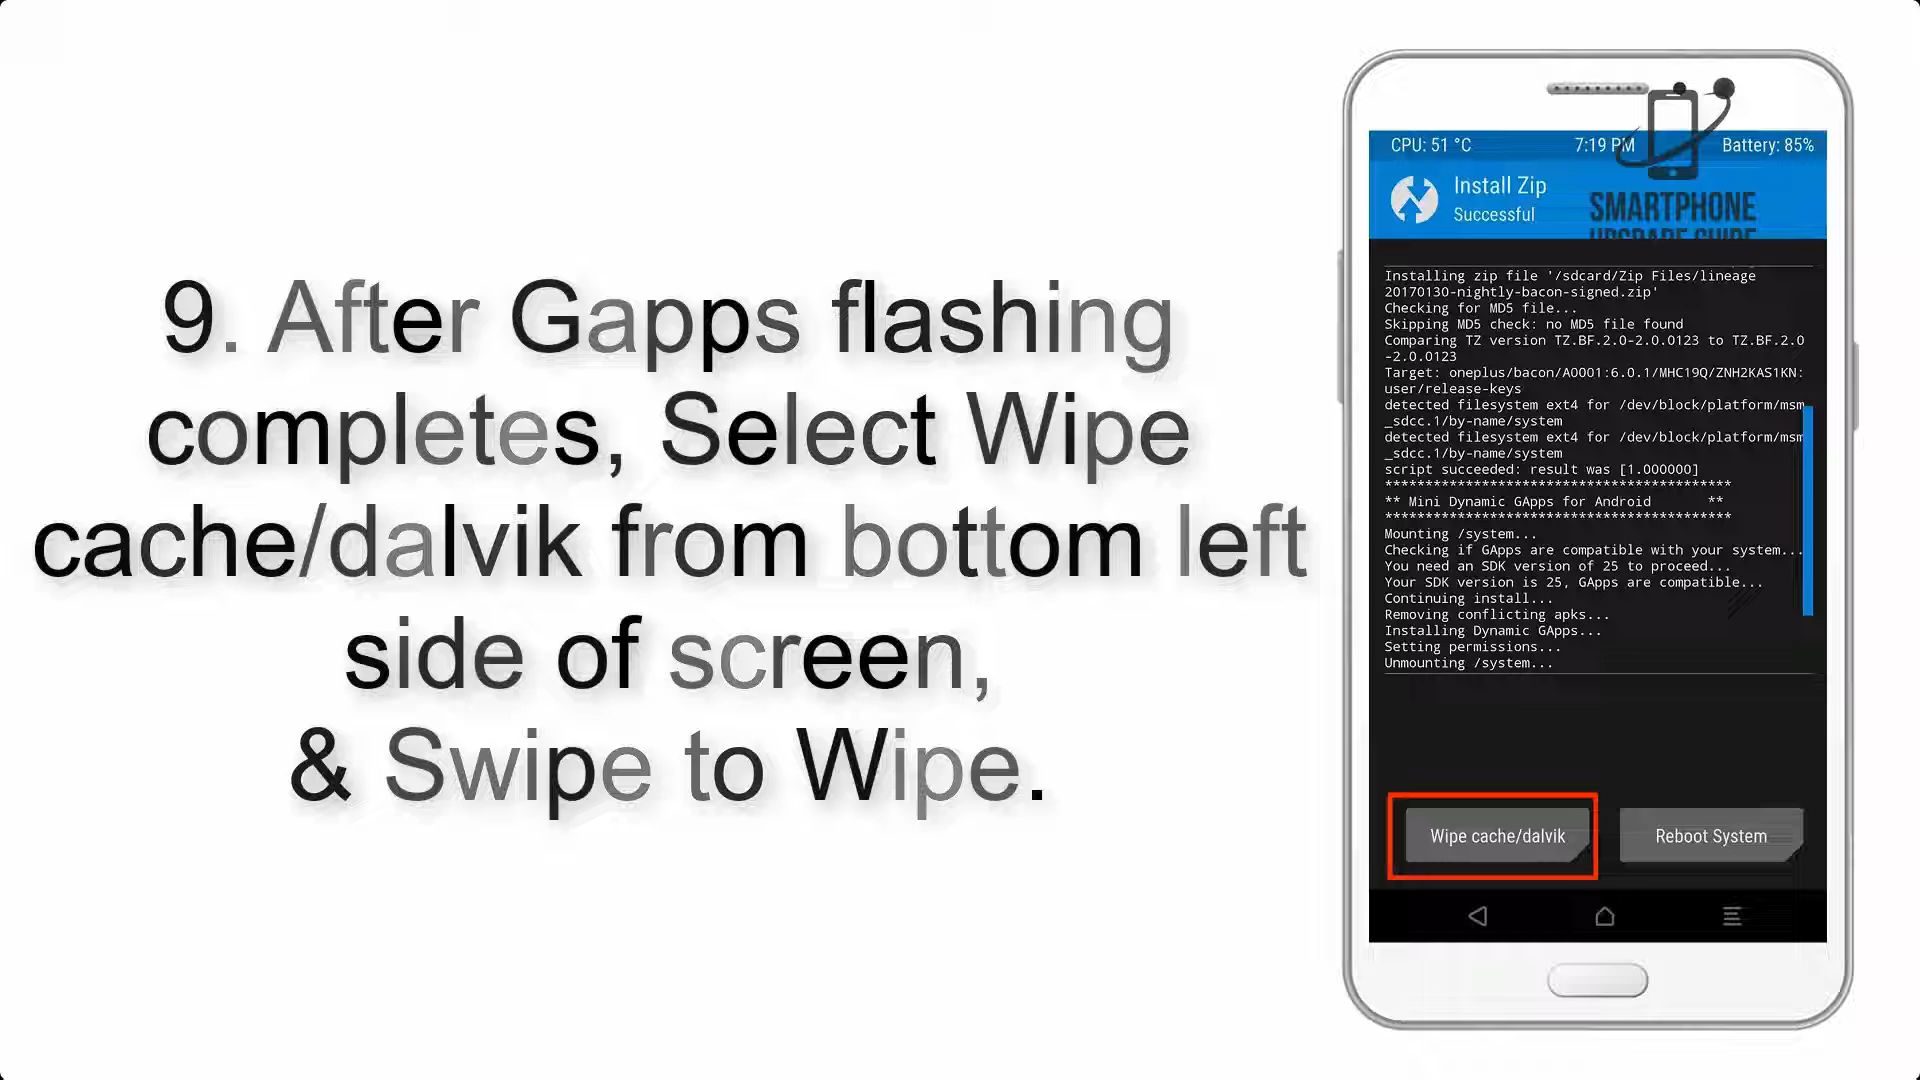 9. After Gapps flashing
completes, Select Wipe
cache/dalvik from bottom left
side of screen,
& Swipe to Wipe.
CPU: 51 °C 7:19 PM Battery: 85%
Install Zip
Successful
SMARTPHONE
UPGRADE GUIDE
Installing zip file '/sdcard/Zip Files/lineage
20170130-nightly-bacon-signed.zip'
Checking for MD5 file...
Skipping MD5 check: no MD5 file found
Comparing TZ version TZ.BF.2.0-2.0.0123 to TZ.BF.2.0
-2.0.0123
Target: oneplus/bacon/A0001:6.0.1/MHC19Q/ZNH2KAS1KN:
user/release-keys
detected filesystem ext4 for /dev/block/platform/msm
_sdcc.1/by-name/system
detected filesystem ext4 for /dev/block/platform/msm
_sdcc.1/by-name/system
script succeeded: result was [1.000000]
*******************************************
** Mini Dynamic GApps for Android **
*******************************************
Mounting /system...
Checking if GApps are compatible with your system...
You need an SDK version of 25 to proceed...
Your SDK version is 25, GApps are compatible...
Continuing install...
Removing conflicting apks...
Installing Dynamic GApps...
Setting permissions...
Unmounting /system...
Wipe cache/dalvik Reboot System